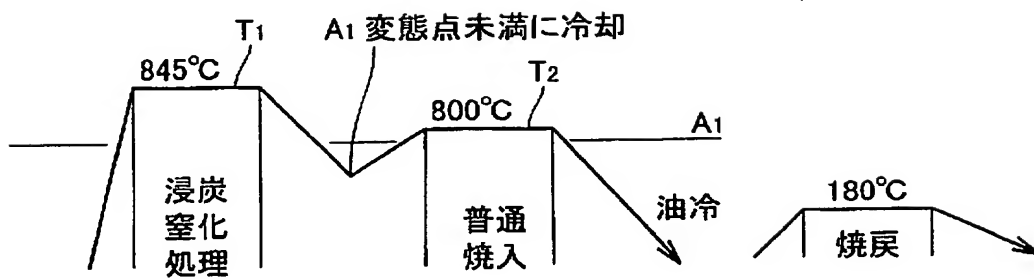 T1
A1 変態点未満に冷却
845℃
T2
800℃
A1
浸炭
窒化
処理
普通
焼入
油冷
180℃
焼戻